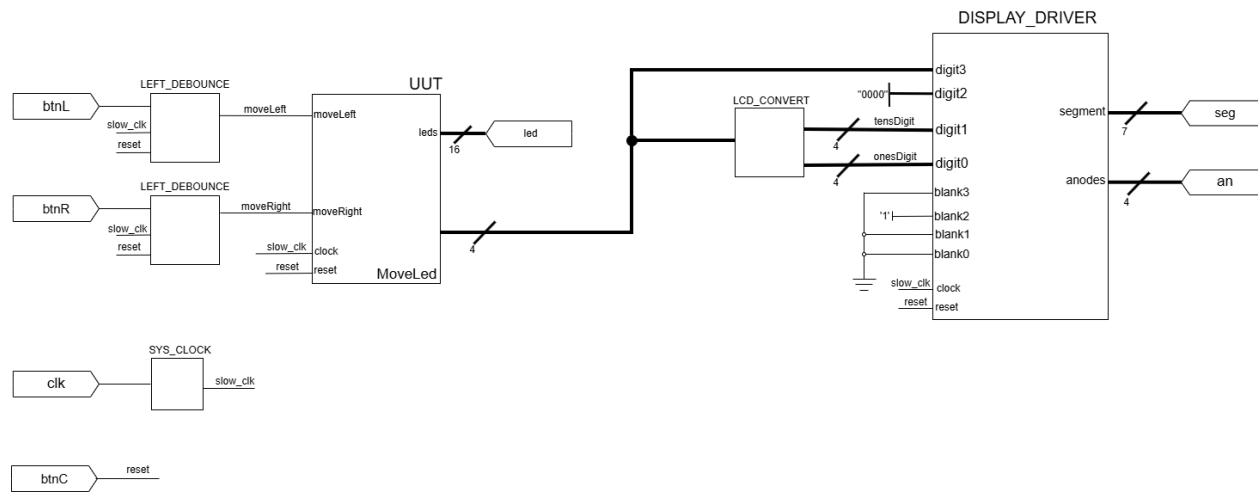 DISPLAY_DRIVER
LEFT_DEBOUNCE
UUT
btnL
moveLeft
moveLeft
slow_clk
reset
leds
16
led
LCD_CONVERT
digit3
"0000"
digit2
tensDigit
4
digit1
onesDigit
4
digit0
segment
7
seg
anodes
4
an
LEFT_DEBOUNCE
btnR
moveRight
moveRight
slow_clk
reset
slow_clk
clock
reset
reset
MoveLed
4
blank3
'1'
blank2
blank1
blank0
slow_clk
clock
reset
reset
SYS_CLOCK
clk
slow_clk
btnC
reset